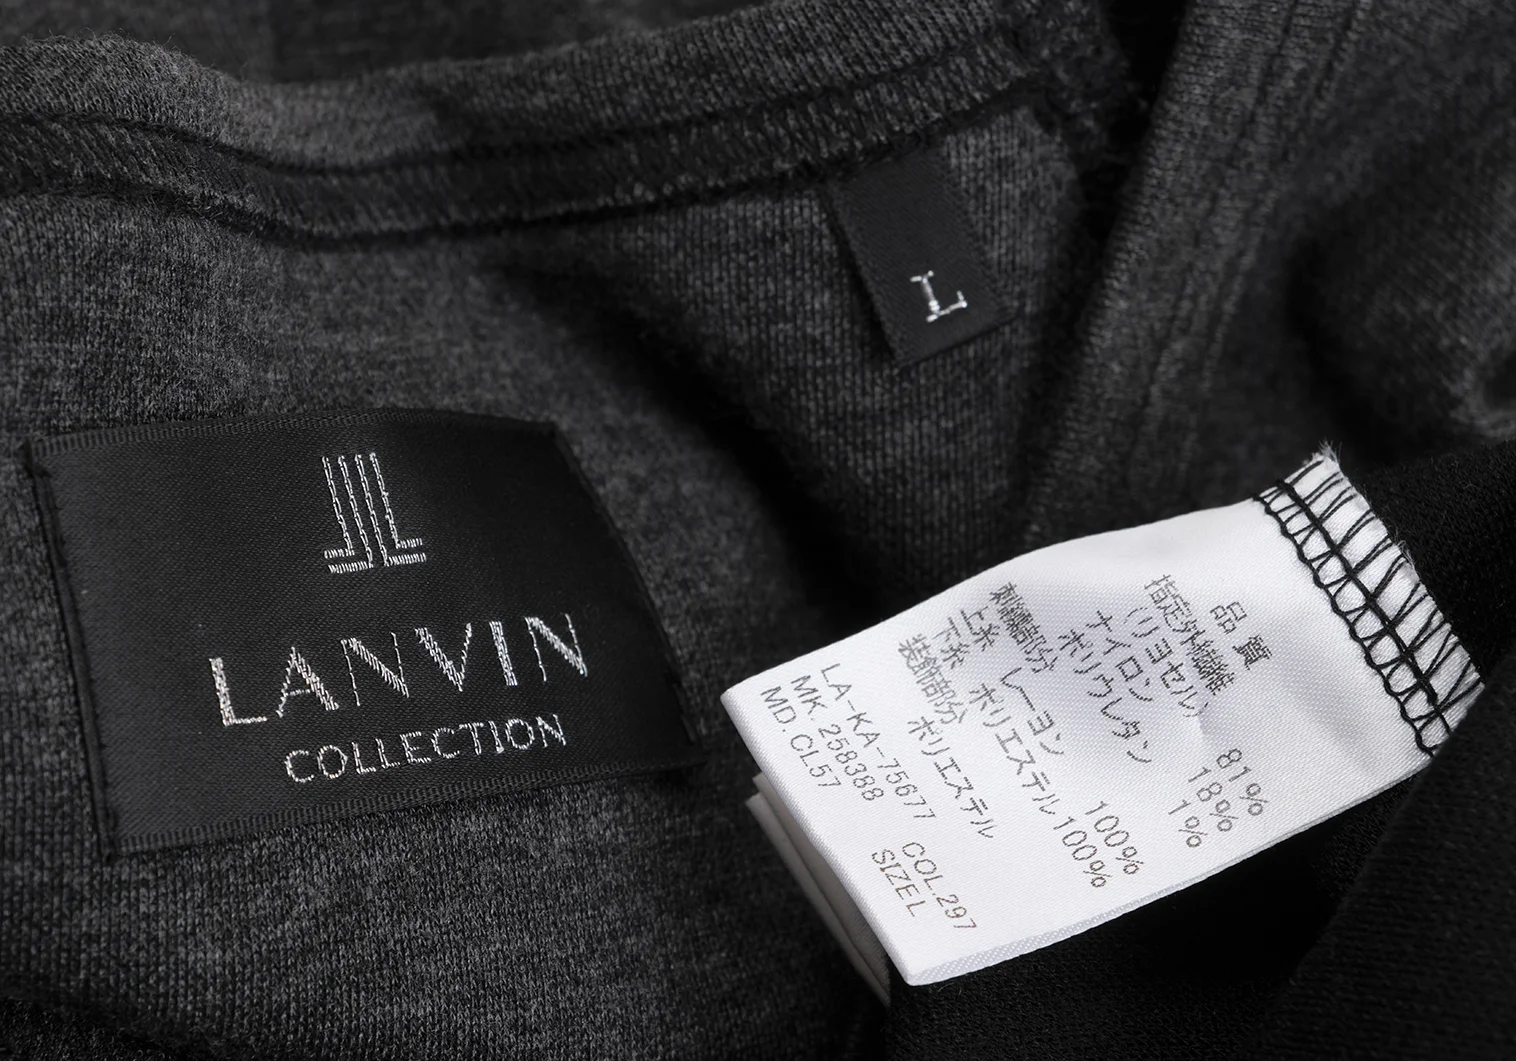 L
LANVIN
COLLECTION
品質
指定外繊維
(リヨセル) 81%
ナイロン 18%
ポリウレタン 1%
刺繍部分
上糸 レーヨン 100%
下糸 ポリエステル 100%
装飾部分 ポリエステル
LA-KA-75677 COL.297
MK.258388 SIZE L
MD.CL57